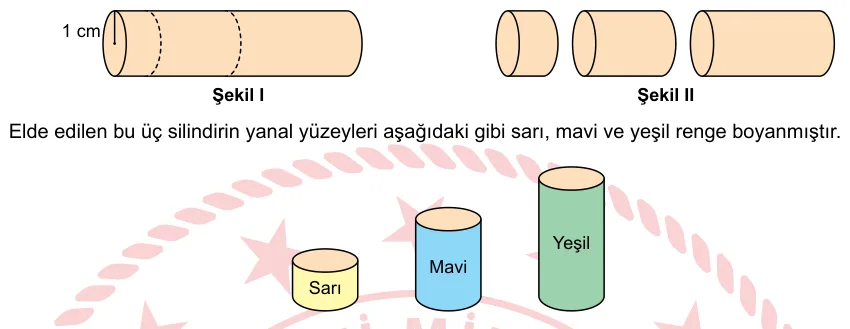 1 cm
Şekil I
Şekil II
Elde edilen bu üç silindirin yanal yüzeyleri aşağıdaki gibi sarı, mavi ve yeşil renge boyanmıştır.
Yeşil
Mavi
Sarı